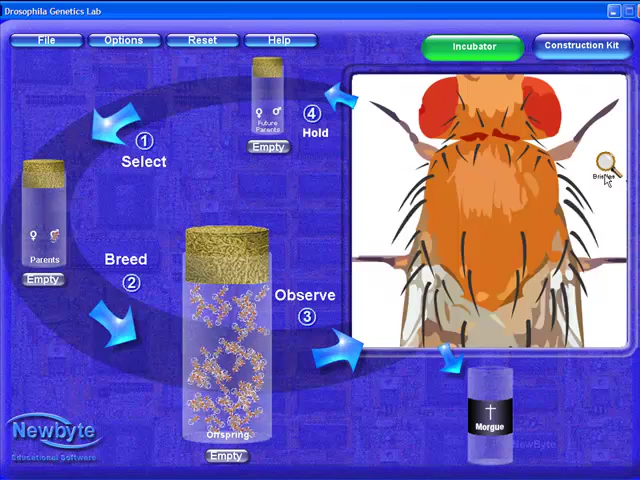 Drosophila Genetics Lab
File
Options
Reset
Help
Incubator
Construction Kit
♀ ♂
Future
Parents
Empty
4
Hold
1
Select
♀
Parents
Empty
Breed
2
Observe
3
Offspring
Empty
Morgue
Newbyte
Educational Software
NewByte